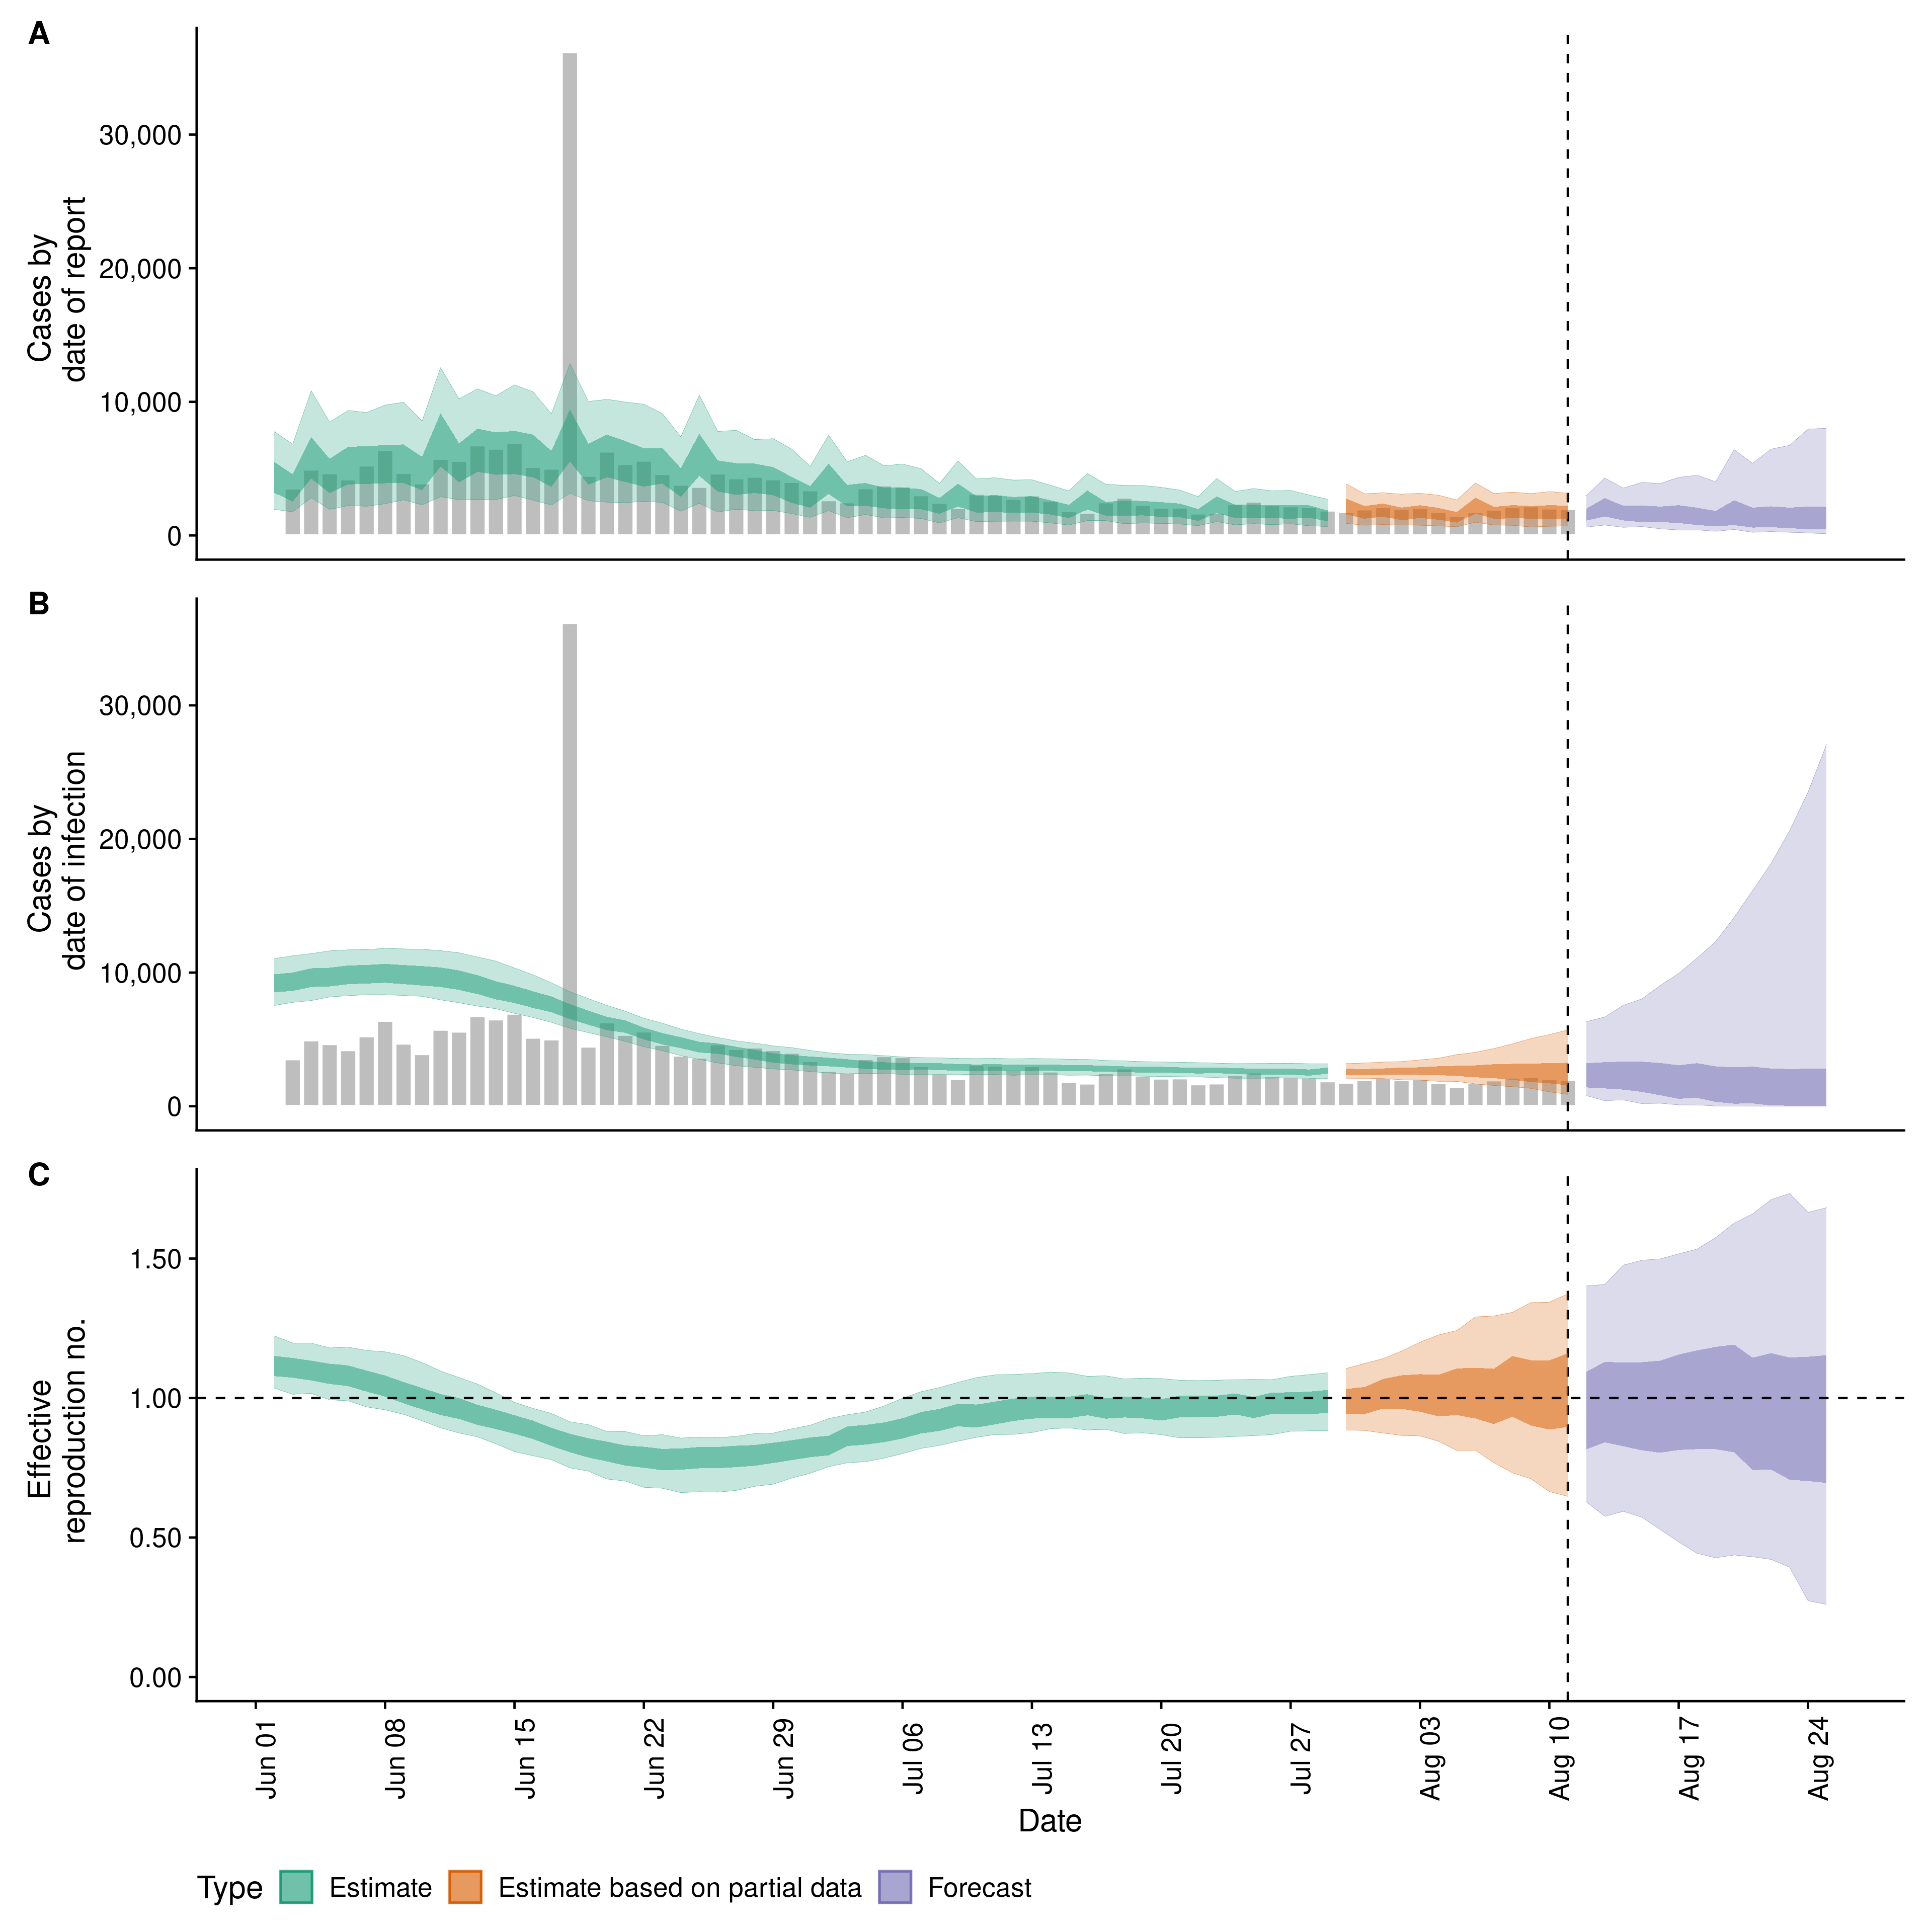 A
Cases by
date of report
30,000
20,000
10,000
0
B
Cases by
date of infection
30,000
20,000
10,000
0
C
Effective
reproduction no.
1.50
1.00
0.50
0.00
Jun 01
Jun 08
Jun 15
Jun 22
Jun 29
Jul 06
Jul 13
Jul 20
Jul 27
Aug 03
Aug 10
Aug 17
Aug 24
Date
Type Estimate Estimate based on partial data Forecast